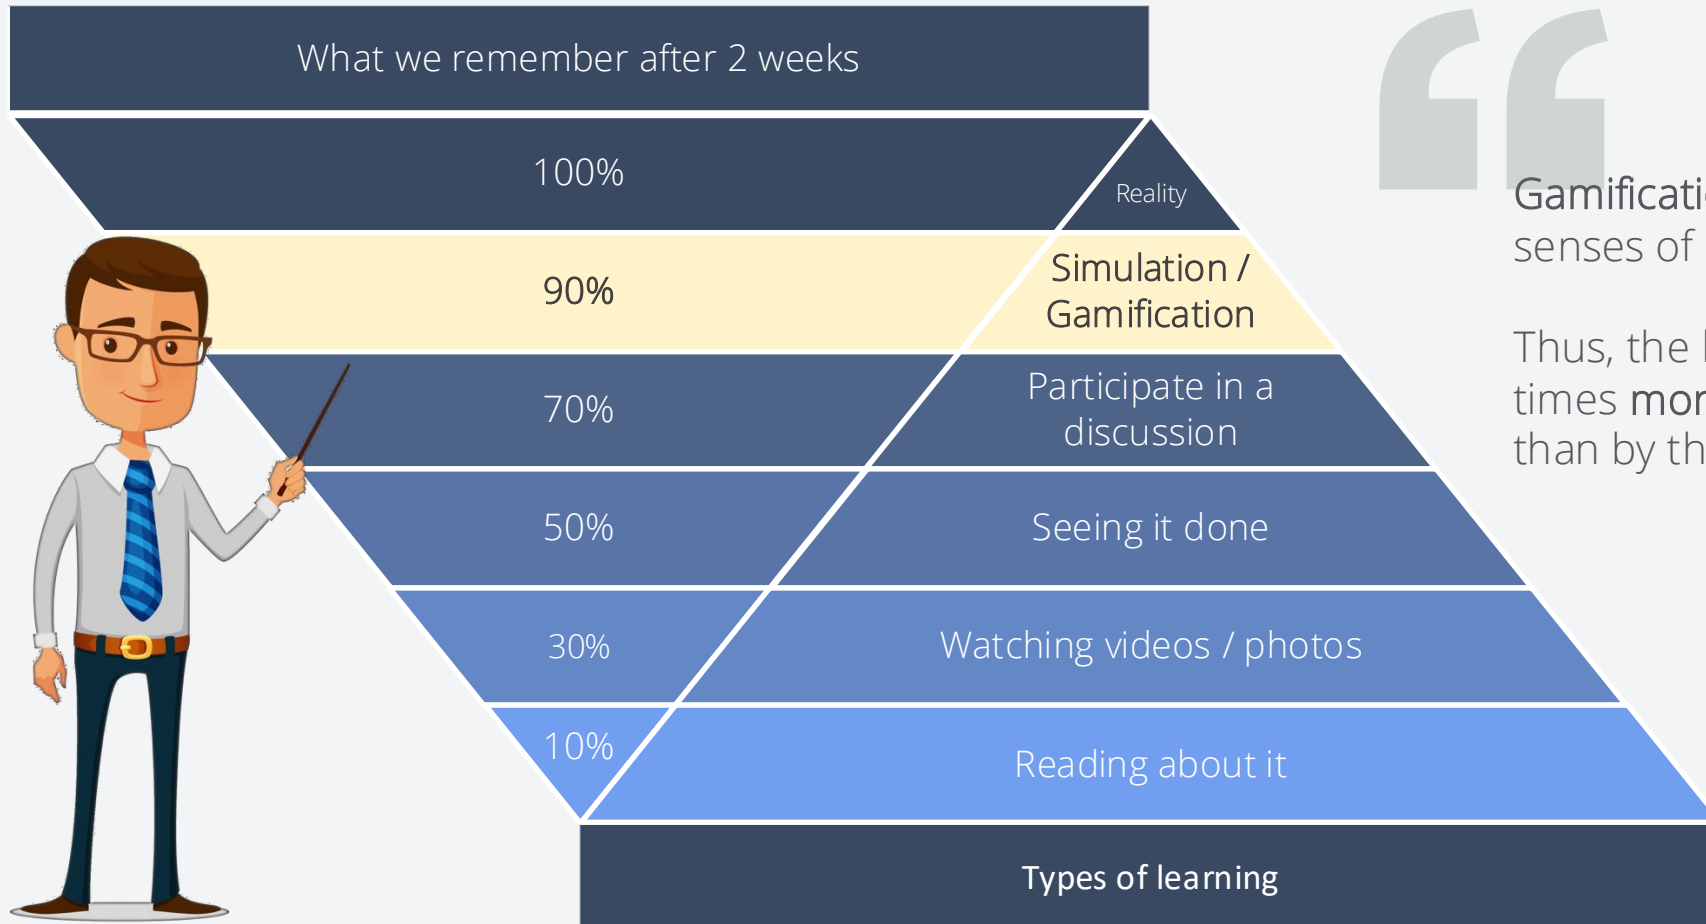 What we remember after 2 weeks
100%
Reality
90%
Simulation /
Gamification
70%
Participate in a
discussion
50%
Seeing it done
30%
Watching videos / photos
10%
Reading about it
Types of learning
“
senses of
Thus, the
times
than by